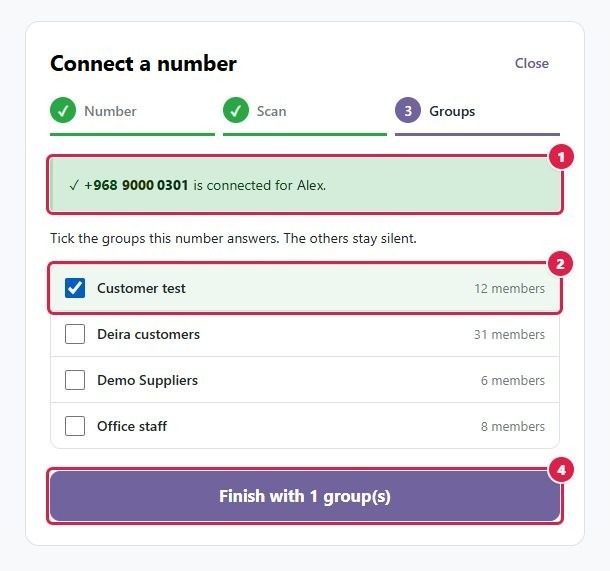 Connect a number
Close
✓ Number
✓ Scan
3 Groups
1
✓ +968 9000 0301 is connected for Alex.
Tick the groups this number answers. The others stay silent.
2
Customer test 12 members
Deira customers 31 members
Demo Suppliers 6 members
Office staff 8 members
4
Finish with 1 group(s)